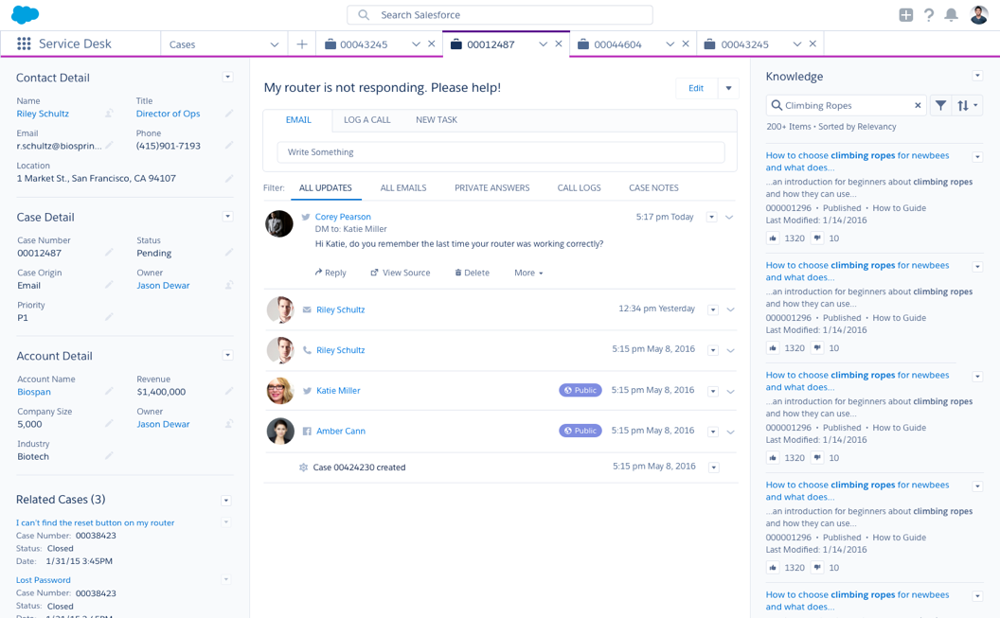 Search Salesforce
Service Desk
Cases
00043245
00012487
00044604
00043245
Contact Detail
Name
Title
Riley Schultz
Director of Ops
Email
Phone
r.schultz@biosprin...
(415)901-7193
Location
1 Market St., San Francisco, CA 94107
Case Detail
Case Number
Status
00012487
Pending
Case Origin
Owner
Email
Jason Dewar
Priority
P1
Account Detail
Account Name
Revenue
Biospan
$1,400,000
Company Size
Owner
5,000
Jason Dewar
Industry
Biotech
Related Cases (3)
I can't find the reset button on my router
Case Number: 00038423
Status: Closed
Date: 1/31/15 3:45PM
Lost Password
Case Number: 00038423
Status: Closed
Date: 1/31/15 3:45PM
My router is not responding. Please help!
Edit
EMAIL
LOG A CALL
NEW TASK
Write Something
Filter:
ALL UPDATES
ALL EMAILS
PRIVATE ANSWERS
CALL LOGS
CASE NOTES
Corey Pearson
5:17 pm Today
DM to: Katie Miller
Hi Katie, do you remember the last time your router was working correctly?
Reply
View Source
Delete
More
Riley Schultz
12:34 pm Yesterday
Riley Schultz
5:15 pm May 8, 2016
Katie Miller
Public
5:15 pm May 8, 2016
Amber Cann
Public
5:15 pm May 8, 2016
Case 00424230 created
5:15 pm May 8, 2016
Knowledge
Climbing Ropes
200+ Items • Sorted by Relevancy
How to choose climbing ropes for newbees
and what does...
...an introduction for beginners about climbing ropes
and how they can use...
000001296 • Published • How to Guide
Last Modified: 1/14/2016
1320
10
How to choose climbing ropes for newbees
and what does...
...an introduction for beginners about climbing ropes
and how they can use...
000001296 • Published • How to Guide
Last Modified: 1/14/2016
1320
10
How to choose climbing ropes for newbees
and what does...
...an introduction for beginners about climbing ropes
and how they can use...
000001296 • Published • How to Guide
Last Modified: 1/14/2016
1320
10
How to choose climbing ropes for newbees
and what does...
...an introduction for beginners about climbing ropes
and how they can use...
000001296 • Published • How to Guide
Last Modified: 1/14/2016
1320
10
How to choose climbing ropes for newbees
and what does...